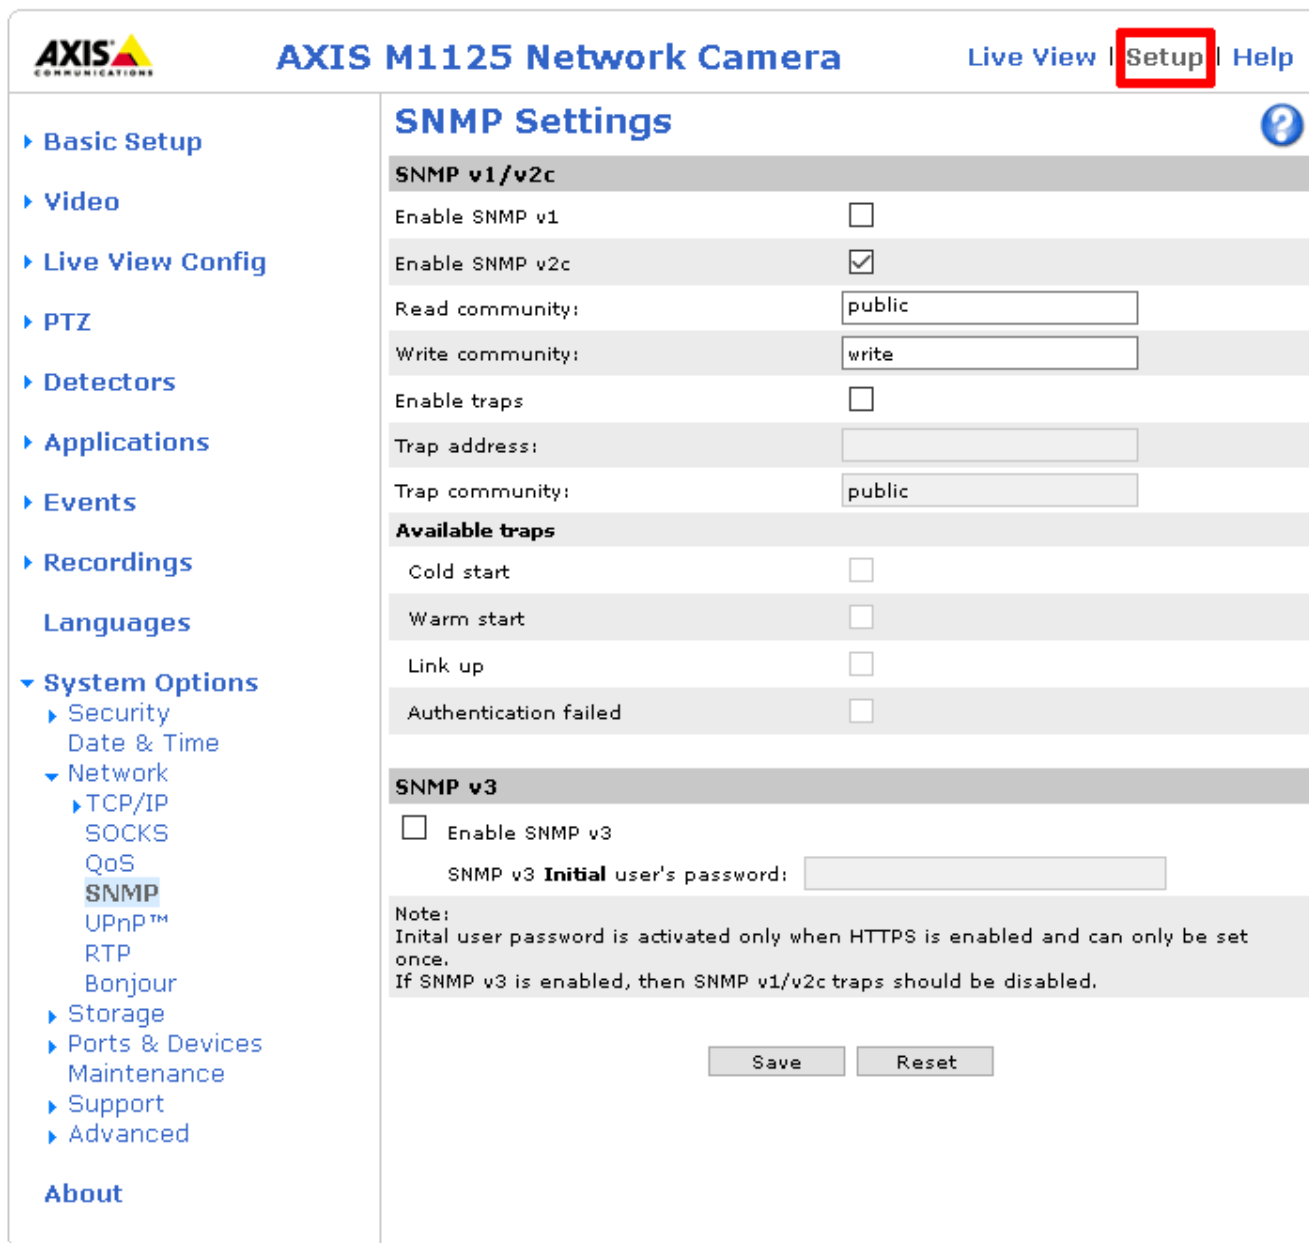 AXIS
COMMUNICATIONS
AXIS M1125 Network Camera
Live View | Setup | Help
Basic Setup
Video
Live View Config
PTZ
Detectors
Applications
Events
Recordings
Languages
System Options
Security
Date & Time
Network
TCP/IP
SOCKS
QoS
SNMP
UPnP™
RTP
Bonjour
Storage
Ports & Devices
Maintenance
Support
Advanced
About
SNMP Settings
?
SNMP v1/v2c
Enable SNMP v1
Enable SNMP v2c
Read community: public
Write community: write
Enable traps
Trap address:
Trap community: public
Available traps
Cold start
Warm start
Link up
Authentication failed
SNMP v3
Enable SNMP v3
SNMP v3 Initial user's password:
Note:
Inital user password is activated only when HTTPS is enabled and can only be set
once.
If SNMP v3 is enabled, then SNMP v1/v2c traps should be disabled.
Save Reset